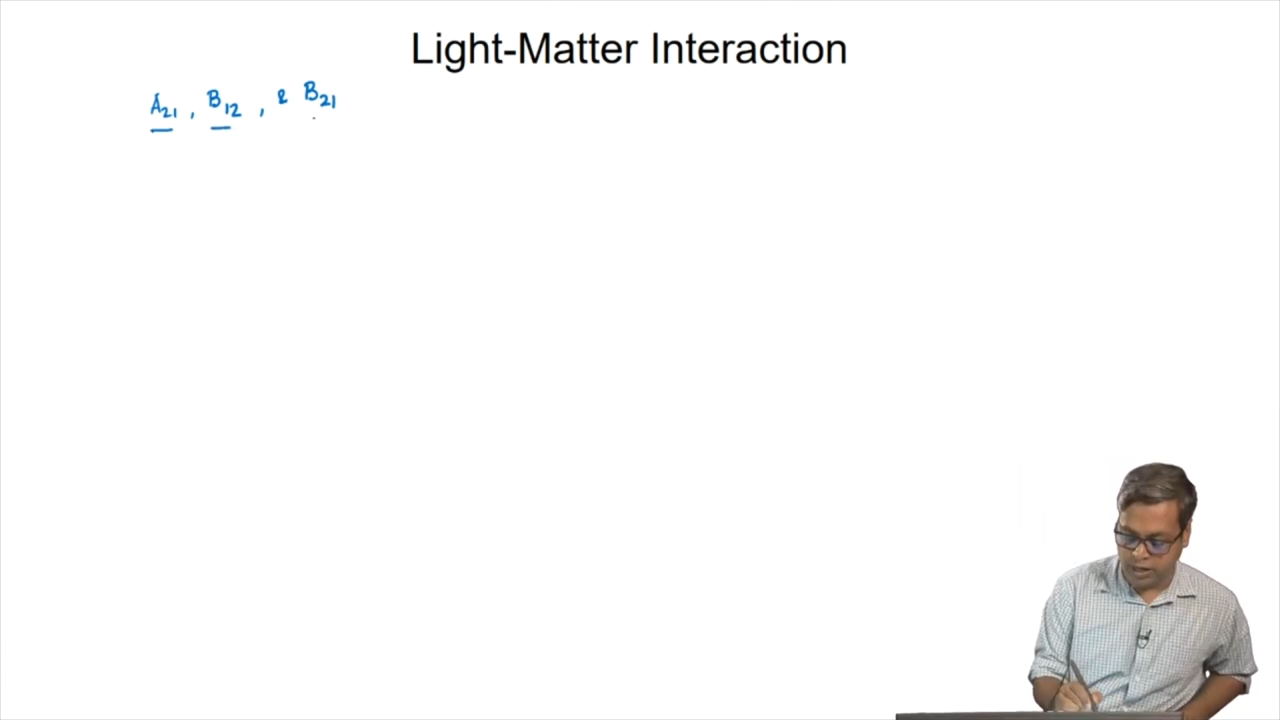 Light-Matter Interaction
A₂₁, B₁₂, & B₂₁